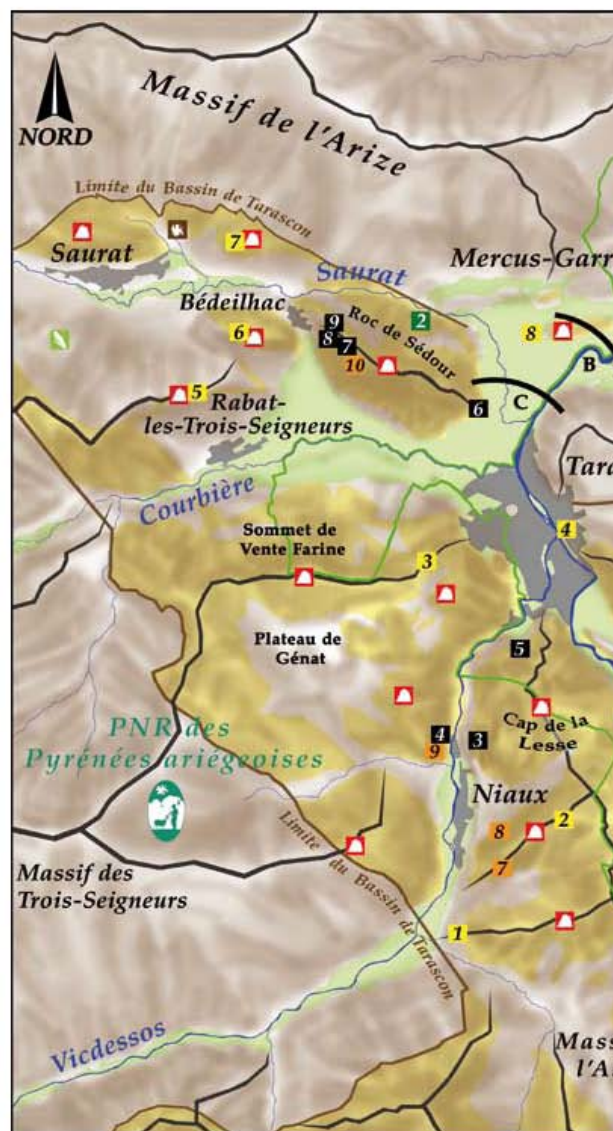 Massif de l'Arize
NORD
Limite du Bassin de Tarascon
7
Saurat
Saurat
Mercus-Garr
Bédeilhac
9
2
8
6
8
7
Roc de Sédour
B
10
5
6
C
Rabat-
les-Trois-Seigneurs
Tara
Courbière
Sommet de
Vente Farine
4
3
Plateau de
Génat
5
PNR des
Pyrénées ariégeoises
4
3
9
Cap de la
Lesse
Niaux
8
2
7
Massif des
Trois-Seigneurs
Limite du Bassin de Tarascon
1
Vicdessos
Mass
l'A